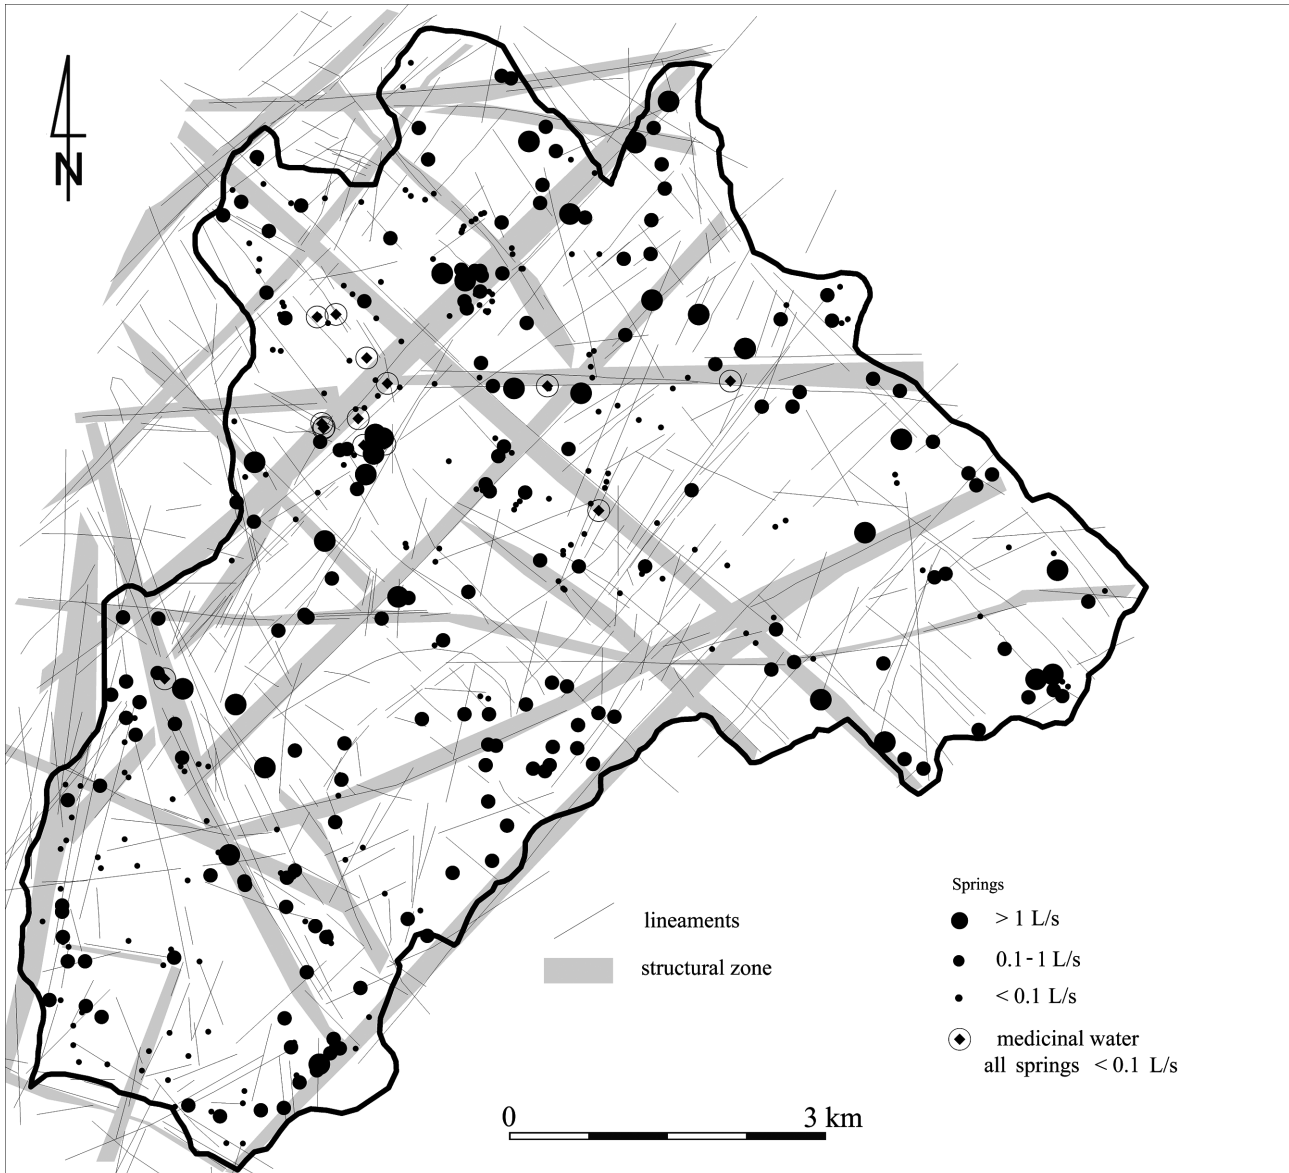 N
Springs
> 1 L/s
0.1-1 L/s
< 0.1 L/s
medicinal water
all springs < 0.1 L/s
lineaments
structural zone
0 3 km